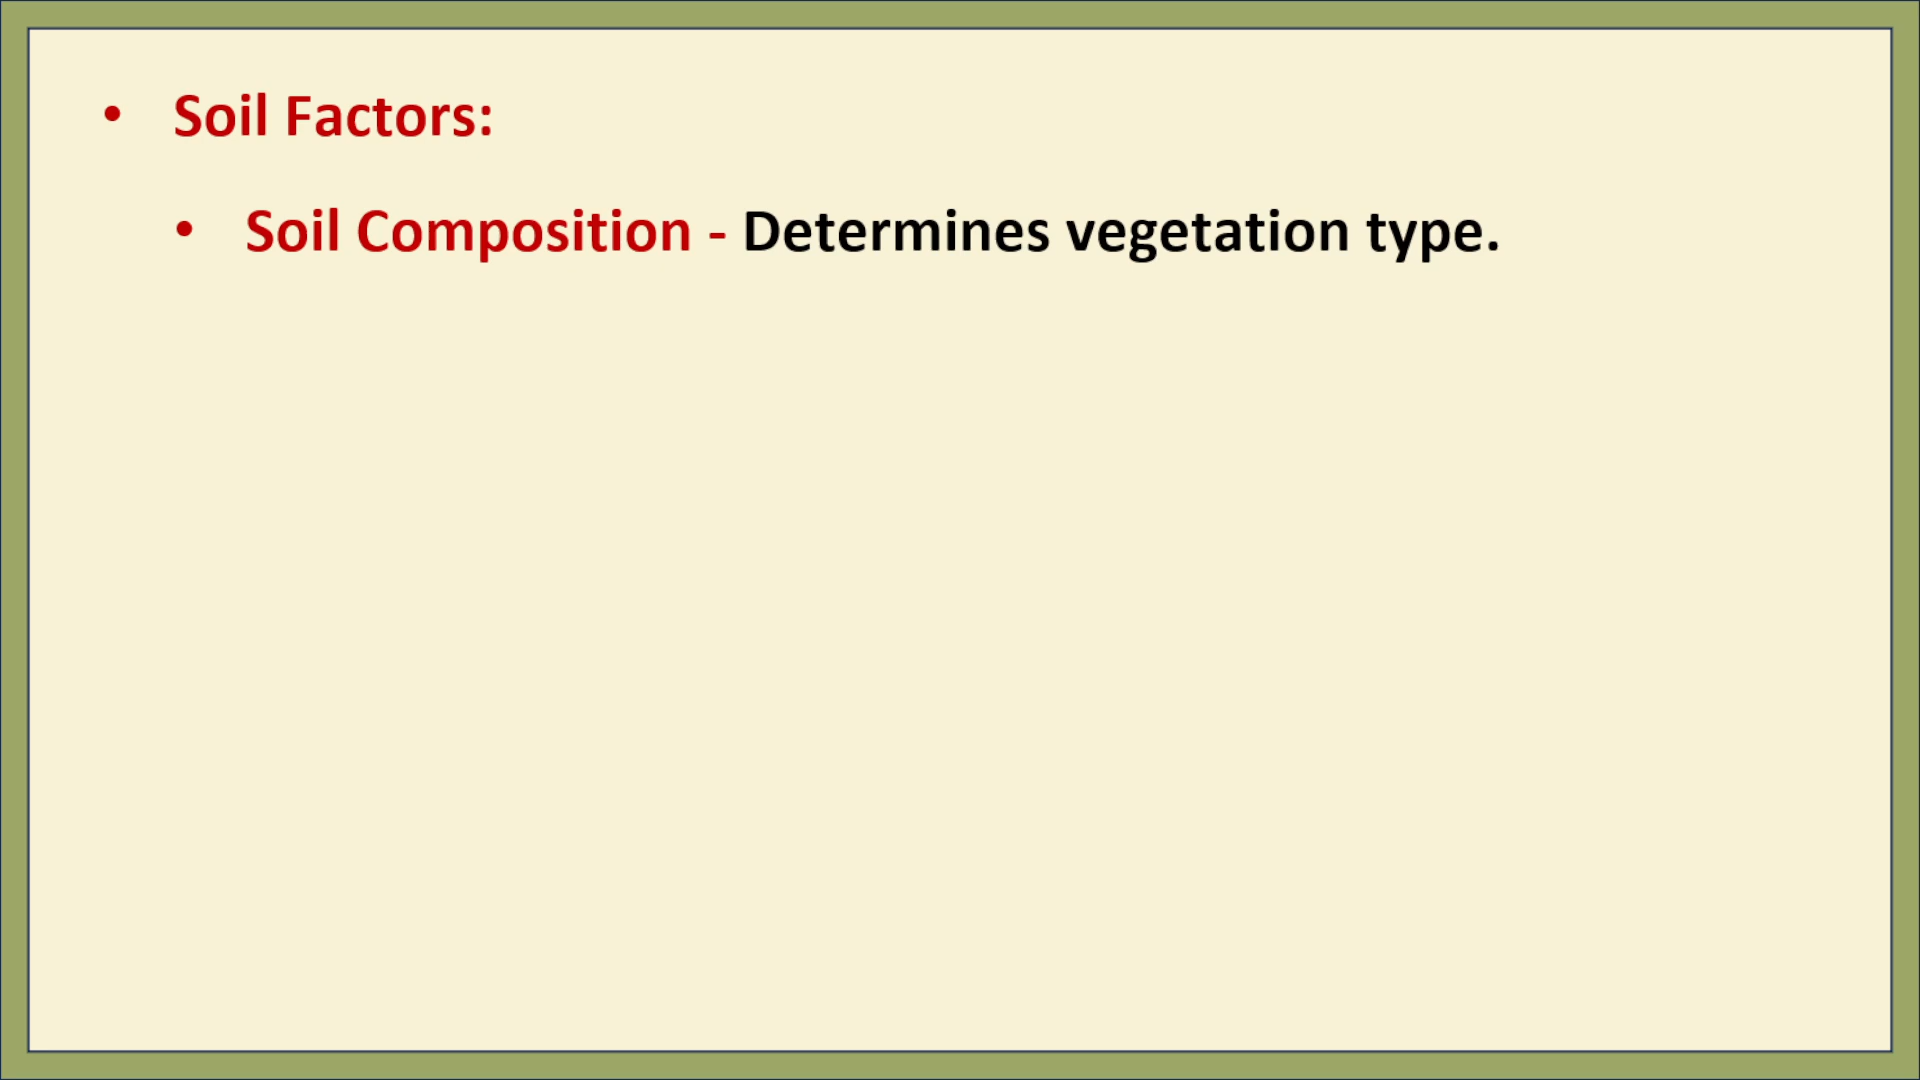 • Soil Factors:
• Soil Composition - Determines vegetation type.